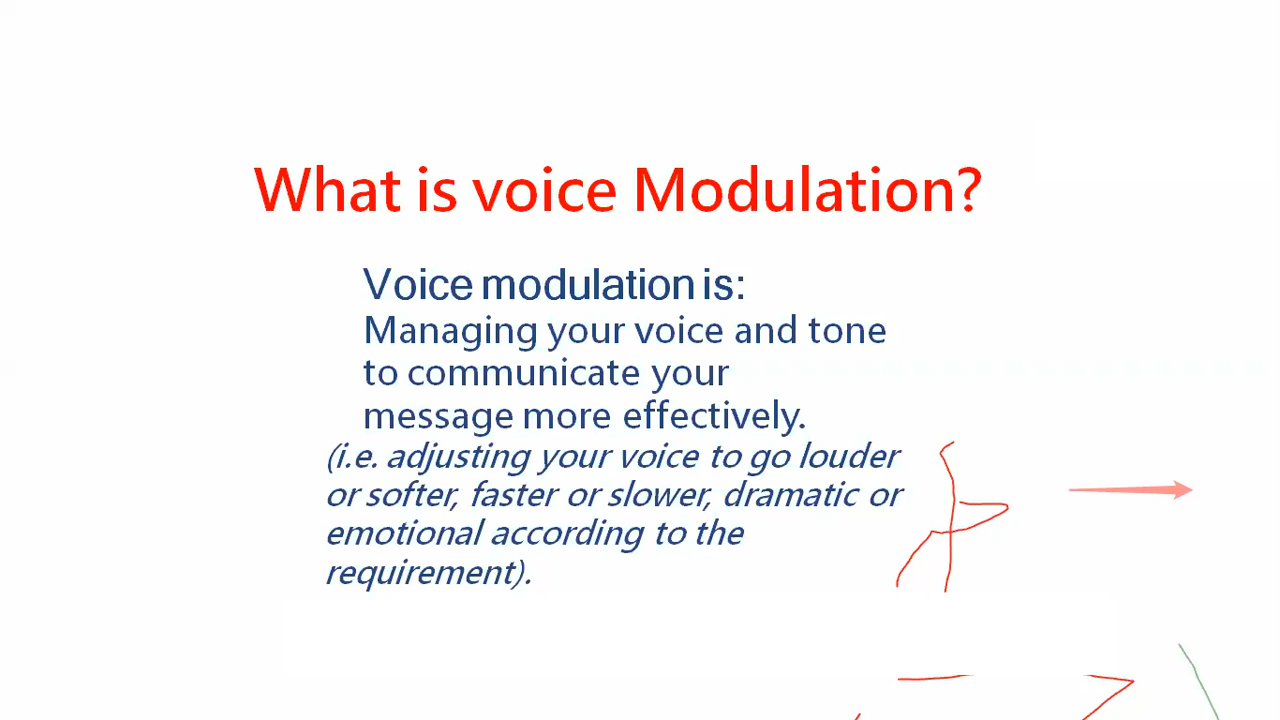 What is voice Modulation?
Voice modulation is:
Managing your voice and tone
to communicate your
message more effectively.
(i.e. adjusting your voice to go louder
or softer, faster or slower, dramatic or
emotional according to the
requirement).